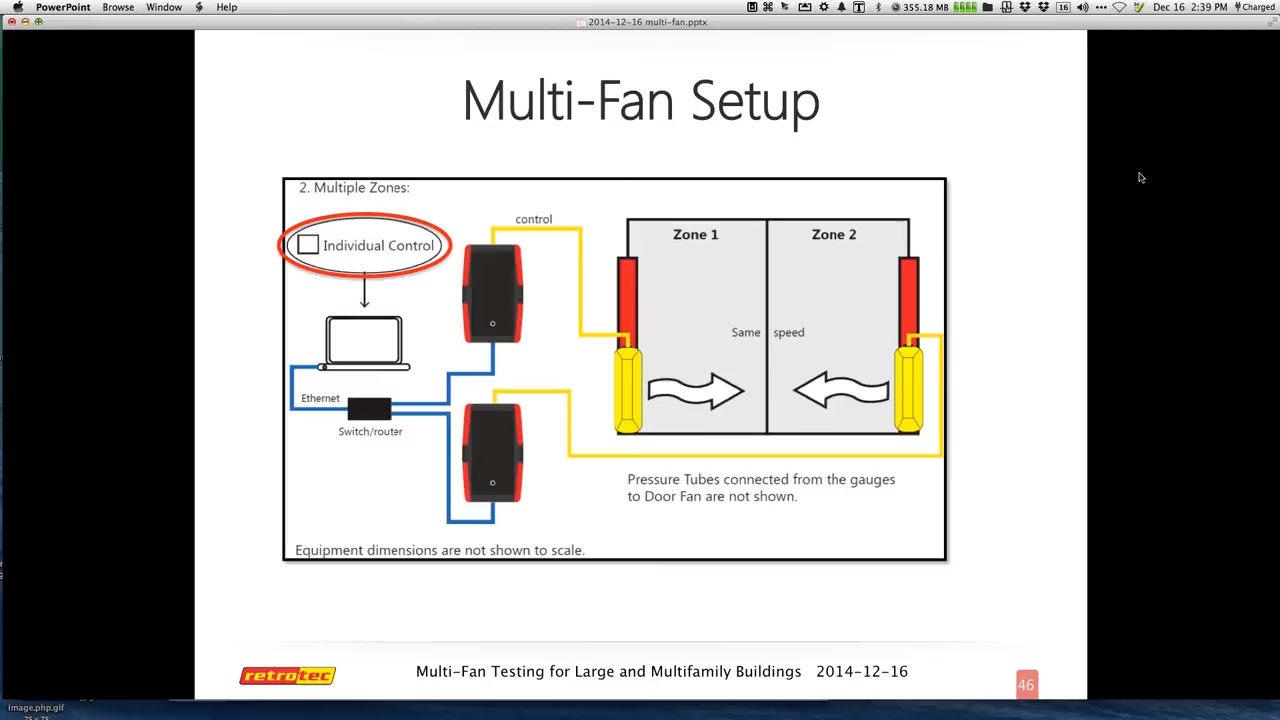 PowerPoint Browse Window Help 355.18 MB 16 Dec 16 2:39 PM Charged
2014-12-16 multi-fan.pptx
Multi-Fan Setup
2. Multiple Zones:
Individual Control
control
Zone 1
Zone 2
Same speed
Ethernet
Switch/router
Pressure Tubes connected from the gauges
to Door Fan are not shown.
Equipment dimensions are not shown to scale.
retrotec
Multi-Fan Testing for Large and Multifamily Buildings 2014-12-16
46
image.php.gif
75 x 75